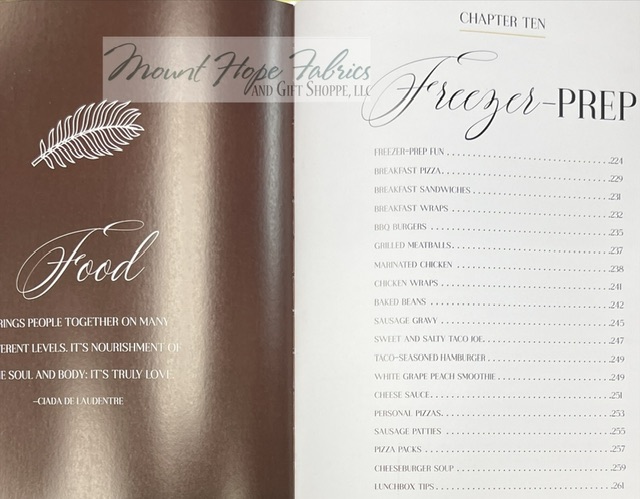 Mount Hope Fabrics
AND GIFT SHOPPE, LLC
Food
RINGS PEOPLE TOGETHER ON MANY
ERENT LEVELS. IT'S NOURISHMENT OF
E SOUL AND BODY; IT'S TRULY LOVE
~CIADA DE LAUDENTRE
CHAPTER TEN
Freezer-PREP
FREEZER-PREP FUN 224
BREAKFAST PIZZA 229
BREAKFAST SANDWICHES 231
BREAKFAST WRAPS 232
BBQ BURGERS 235
GRILLED MEATBALLS 237
MARINATED CHICKEN 238
CHICKEN WRAPS 241
BAKED BEANS 242
SAUSAGE GRAVY 245
SWEET AND SALTY TACO JOE 247
TACO-SEASONED HAMBURGER 249
WHITE GRAPE PEACH SMOOTHIE 249
CHEESE SAUCE 251
PERSONAL PIZZAS 253
SAUSAGE PATTIES 255
PIZZA PACKS 257
CHEESEBURGER SOUP 259
LUNCHBOX TIPS 261